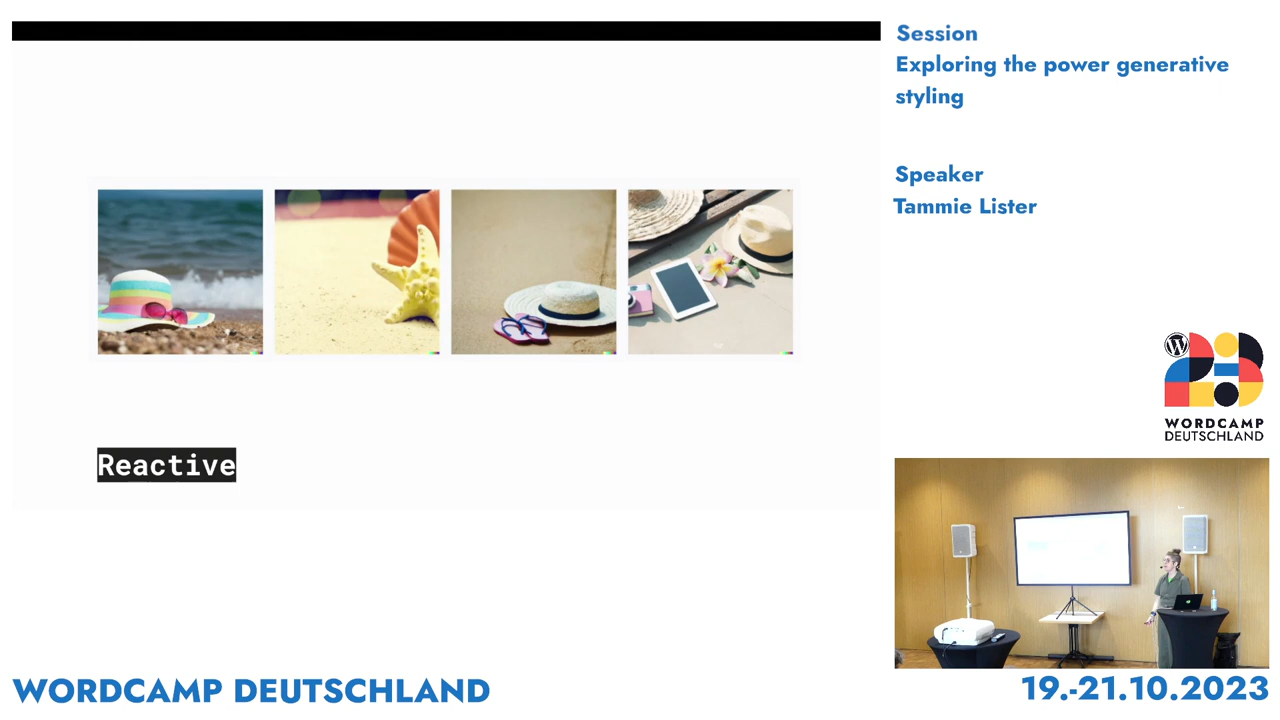 Session
Exploring the power generative
styling
Speaker
Tammie Lister
Reactive
W
WORDCAMP
DEUTSCHLAND
WORDCAMP DEUTSCHLAND
19.-21.10.2023